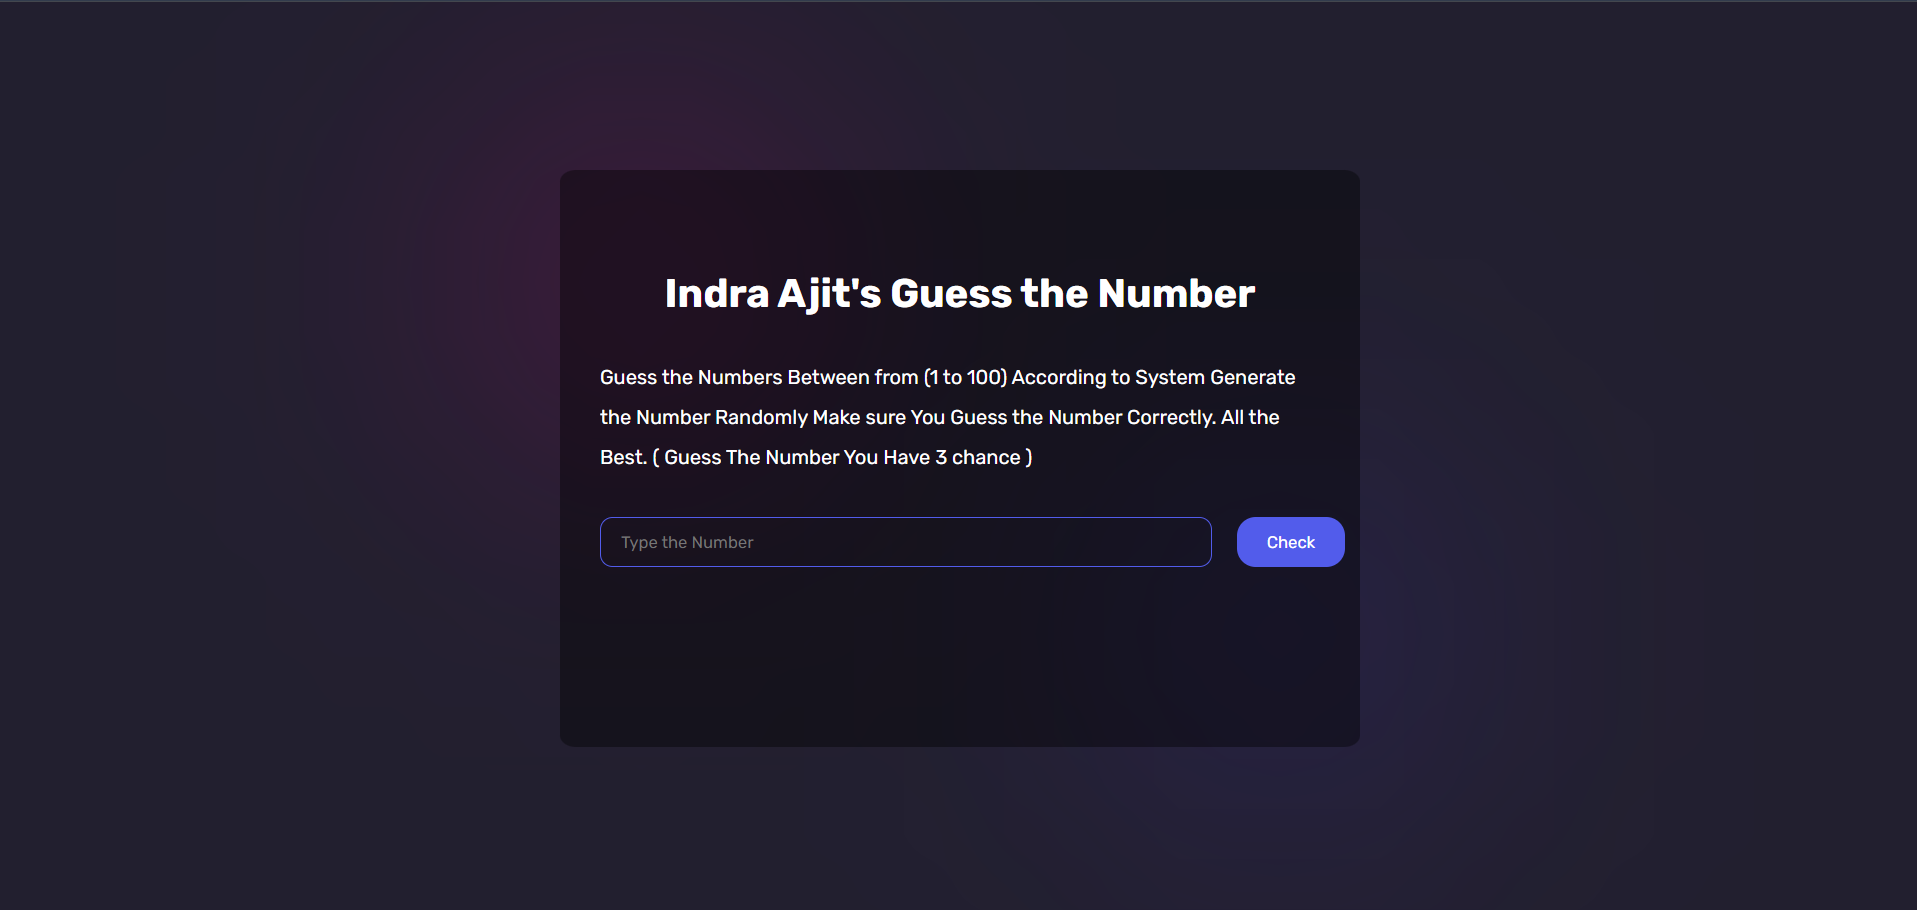 Indra Ajit's Guess the Number
Guess the Numbers Between from (1 to 100) According to System Generate
the Number Randomly Make sure You Guess the Number Correctly. All the
Best. ( Guess The Number You Have 3 chance )
Type the Number
Check